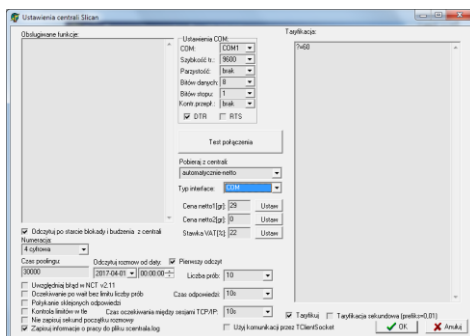 Ustawienia centrali Slican
Obsługiwane funkcje:
Ustawienia COM:
COM: COM1
Szybkość tr.: 9600
Parzystość: brak
Bitów danych: 8
Bitów stopu: 1
Kontr.przepł.: brak
DTR RTS
Test połączenia
Pobieraj z centrali
automatycznie-netto
Typ interface: COM
Cena netto1[gr]: 29 Ustaw
Cena netto2[gr]: 0 Ustaw
Stawka VAT[%]: 22 Ustaw
Taryfikacja:
?v60
Odczytuj po starcie blokady i budzenia z centrali
Numeracja:
4 cyfrowa
Czas poolingu:
30000
Odczytuj rozmow od daty:
2017-04-01 00:00:00
Pierwszy odczyt
Liczba prób: 10
Czas odpowiedzi: 10s
Czas oczekiwania między sesjami TCP/IP: 10s
Uwzględniaj błąd w NCT v2.11
Oczekiwanie po wait bez limitu liczby prób
Połykanie sklejonych odpowiedzi
Kontrola limitów w tle
Nie zapisuj sekund początku rozmowy
Zapisuj informacje o pracy do pliku scentrala.log
Użyj komunikacji przez TClientSocket
Taryfikuj Taryfikacja sekundowa (prefiks=0,01)
OK Anuluj